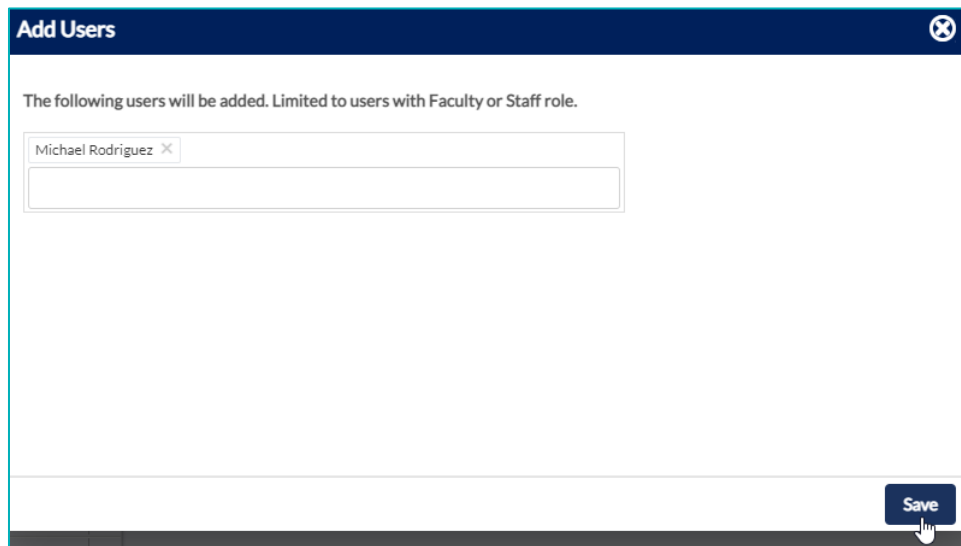 Add Users
The following users will be added. Limited to users with Faculty or Staff role.
Michael Rodriguez
Save